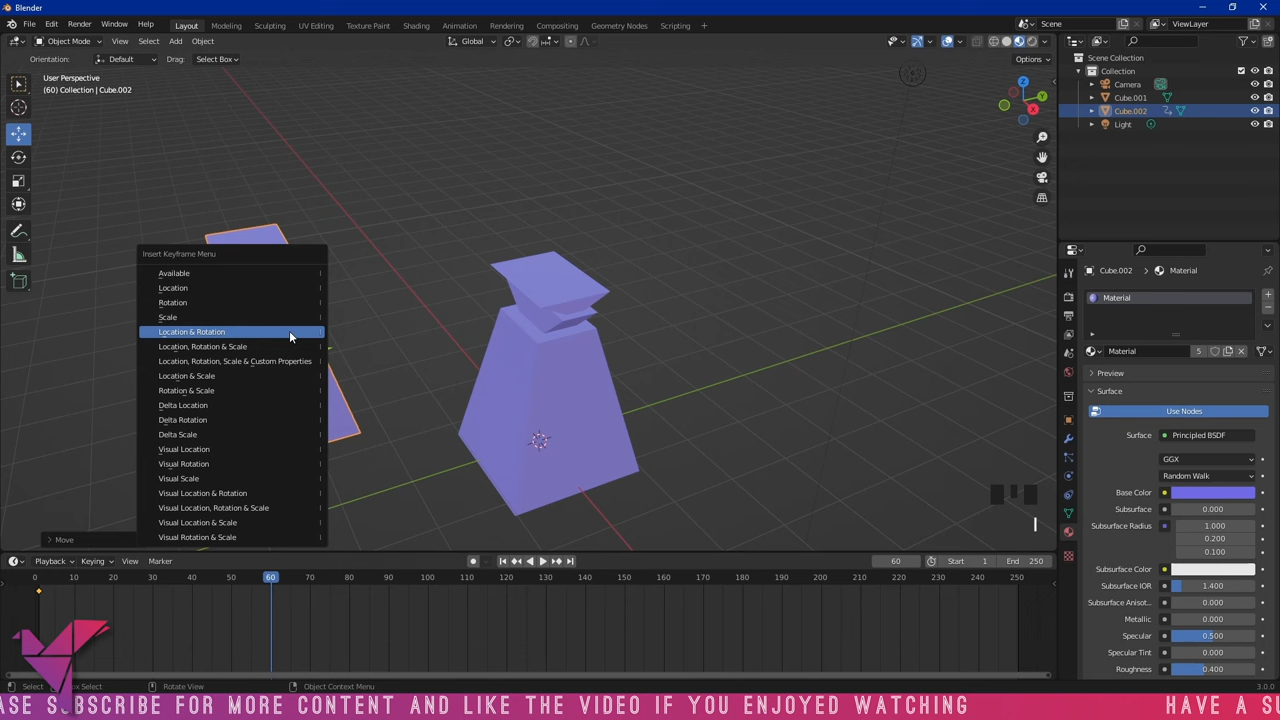 Blender
File Edit Render Window Help
Layout Modeling Sculpting UV Editing Texture Paint Shading Animation Rendering Compositing Geometry Nodes Scripting +
Scene
ViewLayer
Object Mode View Select Add Object
Global
Orientation: Default Drag: Select Box
Options
User Perspective
(60) Collection | Cube.002
Z
Y
X
Scene Collection
Collection
Camera
Cube.001
Cube.002
Light
Insert Keyframe Menu
Available I
Location I
Rotation I
Scale I
Location & Rotation I
Location, Rotation & Scale I
Location, Rotation, Scale & Custom Properties I
Location & Scale I
Rotation & Scale I
Delta Location I
Delta Rotation I
Delta Scale I
Visual Location I
Visual Rotation I
Visual Scale I
Visual Location & Rotation I
Visual Location, Rotation & Scale I
Visual Location & Scale I
Visual Rotation & Scale I
Move
I
Cube.002 > Material
Material
Material 5
Preview
Surface
Use Nodes
Surface Principled BSDF
GGX
Random Walk
Base Color
Subsurface 0.000
Subsurface Radius 1.000
0.200
0.100
Subsurface Color
Subsurface IOR 1.400
Subsurface Anisot... 0.000
Metallic 0.000
Specular 0.500
Specular Tint 0.000
Roughness 0.400
Playback Keying View Marker
60 Start 1 End 250
0 10 20 30 40 50 60 70 80 90 100 110 120 130 140 150 160 170 180 190 200 210 220 230 240 250
Select Box Select Rotate View Object Context Menu 3.0.0
ASE SUBSCRIBE FOR MORE CONTENT AND LIKE THE VIDEO IF YOU ENJOYED WATCHING HAVE A SU